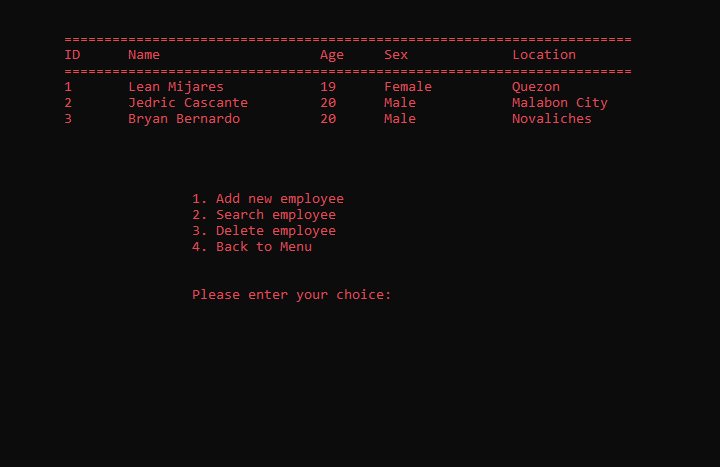 =======================================================================
ID Name Age Sex Location
=======================================================================
1 Lean Mijares 19 Female Quezon
2 Jedric Cascante 20 Male Malabon City
3 Bryan Bernardo 20 Male Novaliches
1. Add new employee
2. Search employee
3. Delete employee
4. Back to Menu
Please enter your choice: